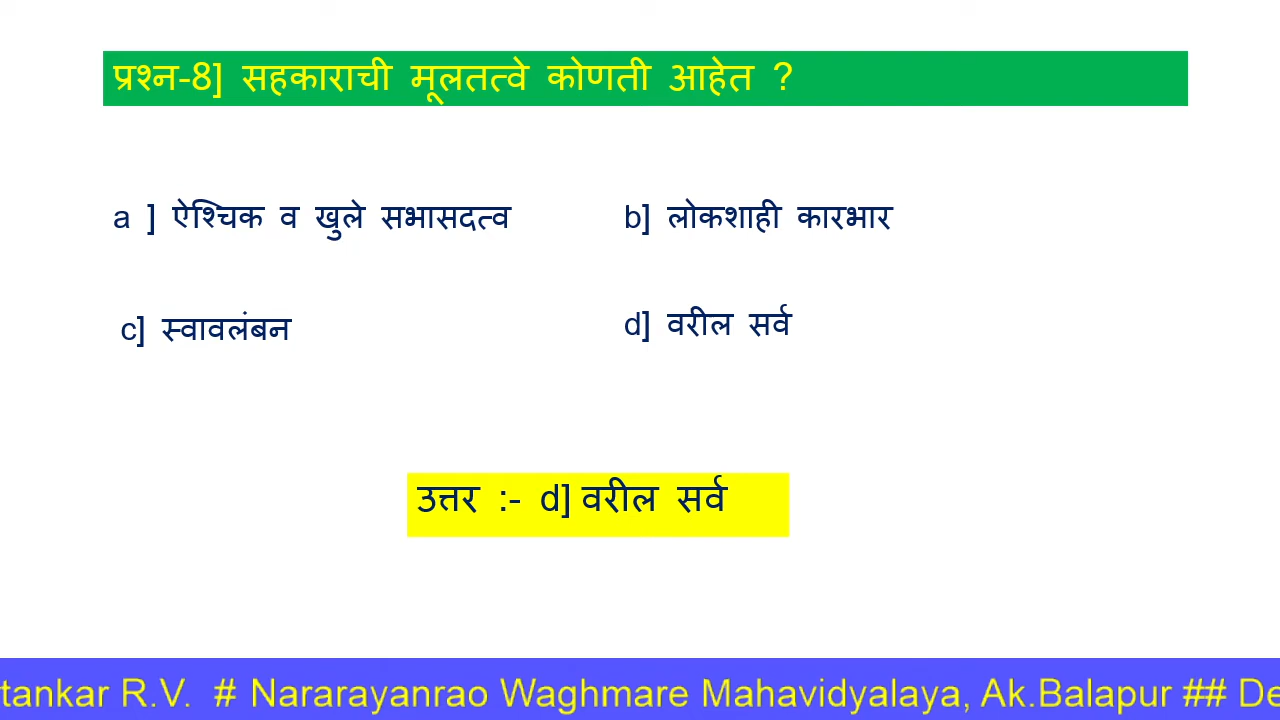 प्रश्न-8] सहकाराची मूलतत्वे कोणती आहेत ?
a ] ऐश्चिक व खुले सभासदत्व
b] लोकशाही कारभार
c] स्वावलंबन
d] वरील सर्व
उत्तर :- d] वरील सर्व
tankar R.V. # Nararayanrao Waghmare Mahavidyalaya, Ak.Balapur ## De